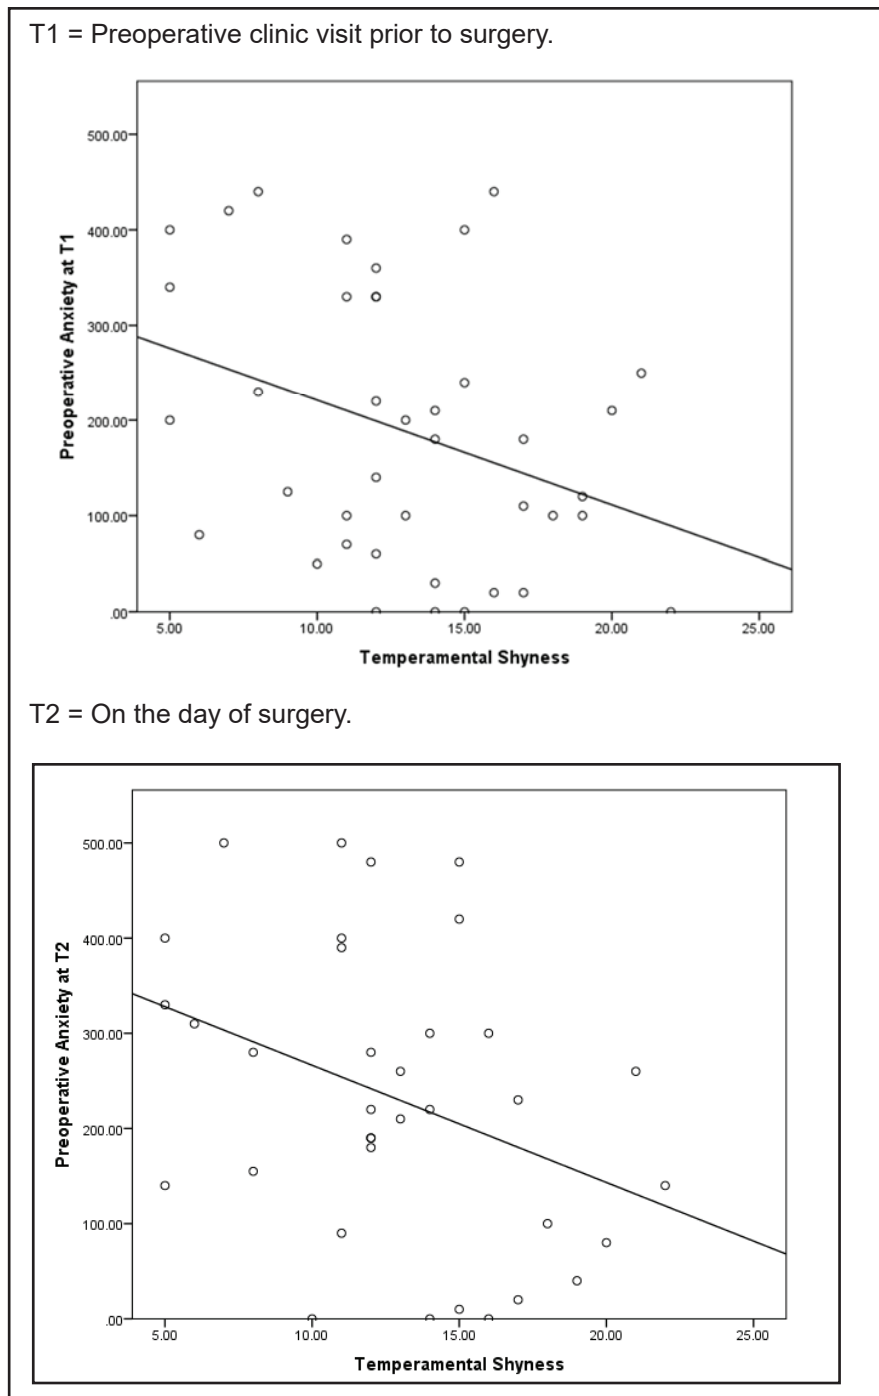 T1 = Preoperative clinic visit prior to surgery.
500.00
400.00
300.00
200.00
100.00
.00
Preoperative Anxiety at T1
5.00 10.00 15.00 20.00 25.00
Temperamental Shyness
T2 = On the day of surgery.
500.00
400.00
300.00
200.00
100.00
.00
Preoperative Anxiety at T2
5.00 10.00 15.00 20.00 25.00
Temperamental Shyness